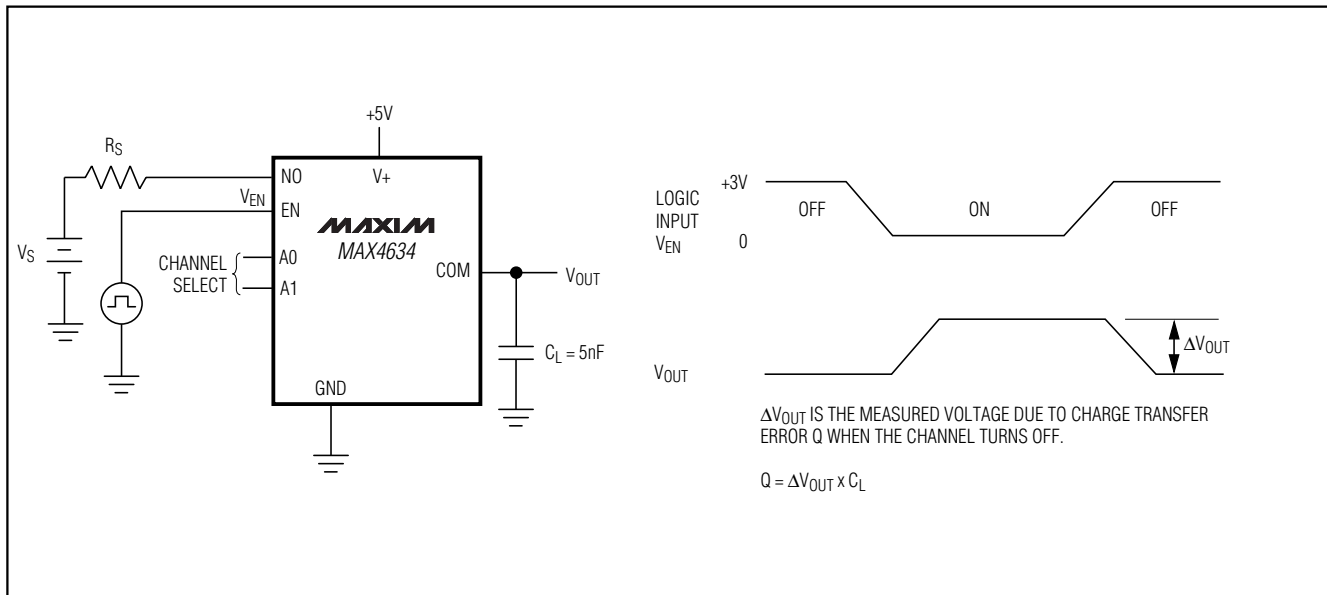 +5V
RS
NO
V+
VEN
EN
MAXIM
MAX4634
VS
CHANNEL
SELECT
A0
A1
COM
VOUT
CL = 5nF
GND
LOGIC
INPUT
VEN
+3V
0
OFF
ON
OFF
VOUT
ΔVOUT
ΔVOUT IS THE MEASURED VOLTAGE DUE TO CHARGE TRANSFER
ERROR Q WHEN THE CHANNEL TURNS OFF.
Q = ΔVOUT x CL